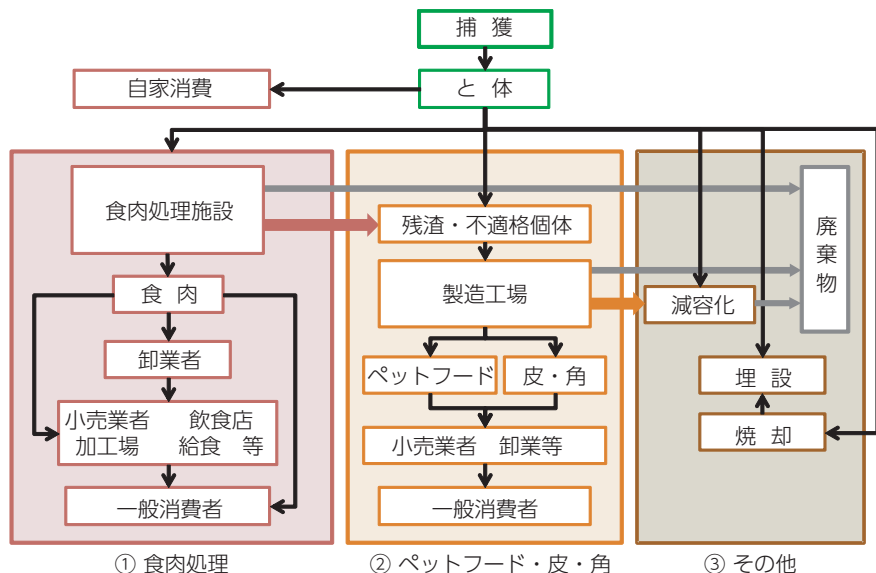 捕 獲
自家消費
と 体
食肉処理施設
食 肉
卸業者
小売業者 飲食店
加工場 給食 等
一般消費者
① 食肉処理
残渣・不適格個体
製造工場
ペットフード
皮・角
小売業者 卸業等
一般消費者
② ペットフード・皮・角
廃棄物
減容化
埋 設
焼 却
③ その他